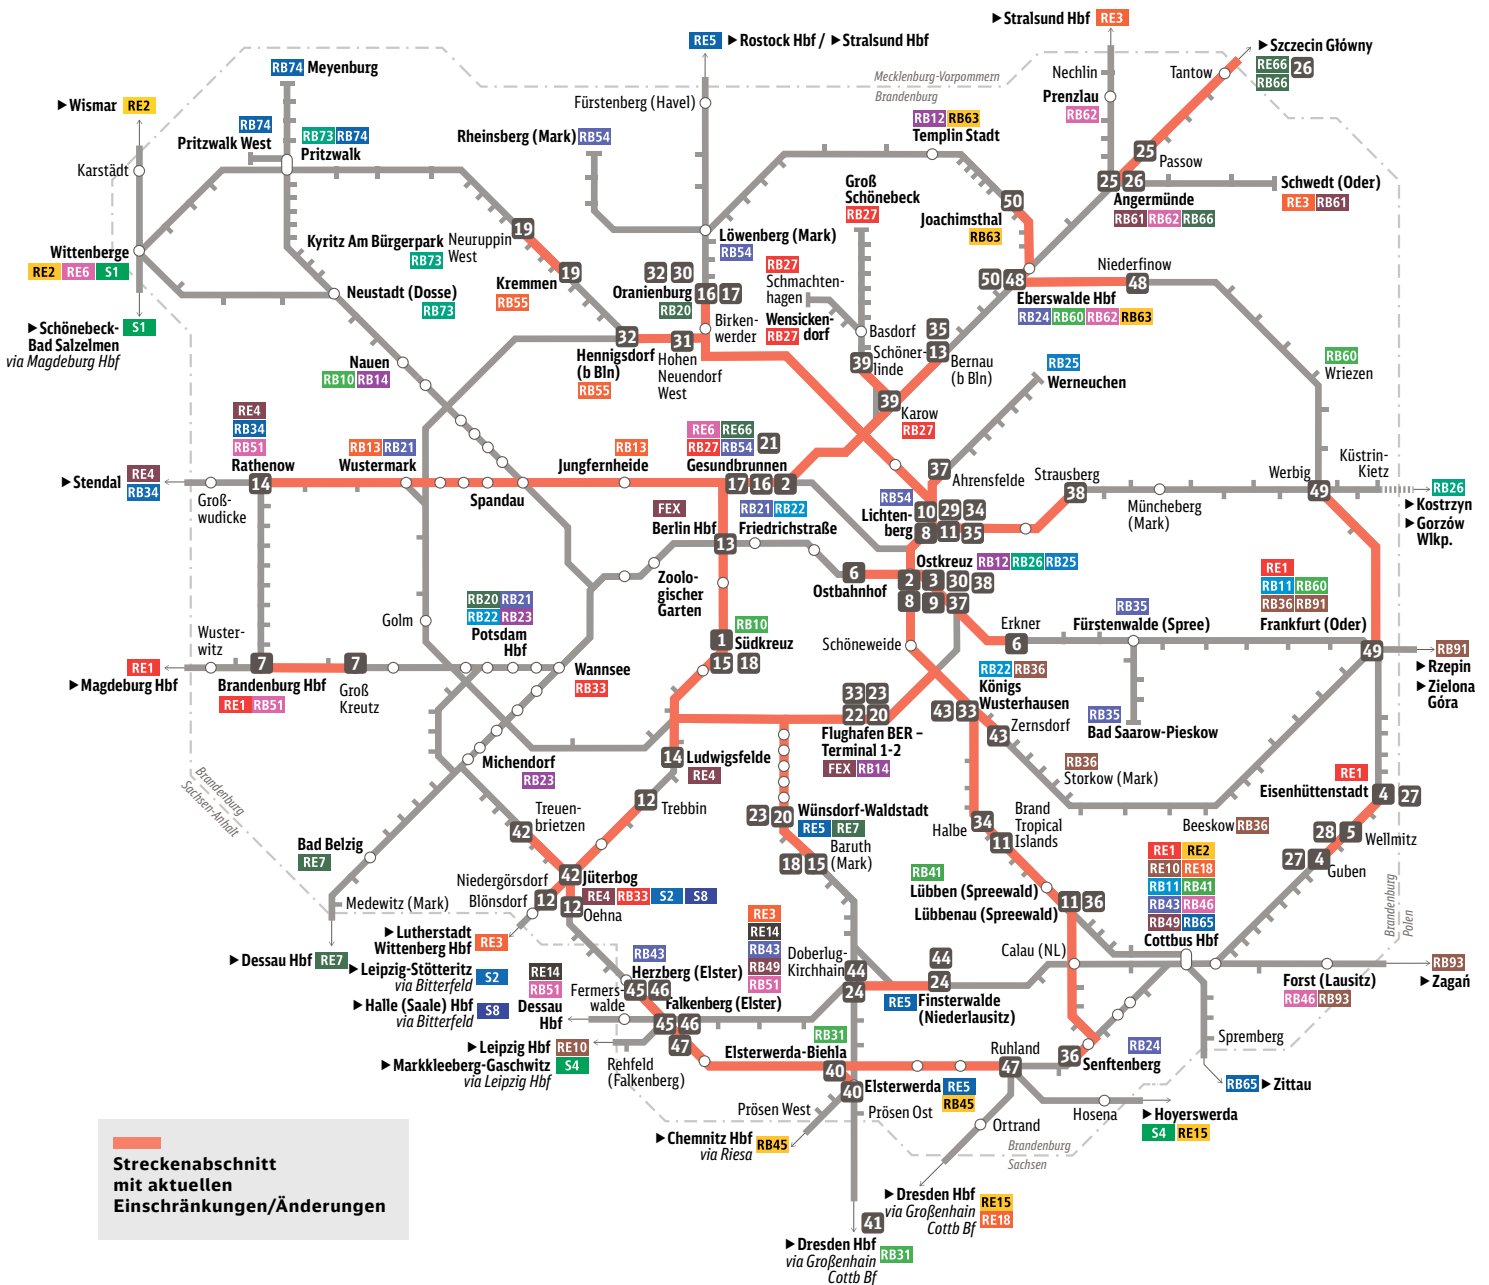 Stralsund Hbf RE3
RE5 Rostock Hbf / Stralsund Hbf
Szczecin Główny
RE66 26
RB66
Tantow
Mecklenburg-Vorpommern
Brandenburg
RB74 Meyenburg
Nechlin
Prenzlau
RB62
Wismar RE2
Fürstenberg (Havel)
RB74
Pritzwalk West
RB73 RB74
Pritzwalk
Rheinsberg (Mark) RB54
RB12 RB63
Templin Stadt
25
Passow
Karstädt
25 26
Angermünde
RB61 RB62 RB66
Schwedt (Oder)
RE3 RB61
Groß
Schönebeck
RB27
50
Joachimsthal
RB63
Wittenberge
RE2 RE6 S1
Kyritz Am Bürgerpark
RB73
Neuruppin
West
19
Löwenberg (Mark)
RB54
Kremmen
RB55
19
32 30
Oranienburg
RB20
16 17
RB27
Schmachten-
hagen
Wensicken-
dorf
RB27
50 48
Eberswalde Hbf
RB24 RB60 RB62 RB63
Niederfinow
48
Neustadt (Dosse)
RB73
Schönebeck-
Bad Salzelmen
via Magdeburg Hbf
S1
Birken-
werder
Basdorf
35
13
Bernau
(b Bln)
32
Hennigsdorf
(b Bln)
RB55
31
Hohen
Neuendorf
West
39
Schöner-
linde
39
Karow
RB27
Nauen
RB10 RB14
RB25
Werneuchen
RB60
Wriezen
RE4
RB34
RB51
Rathenow
14
RB13 RB21
Wustermark
RB13
Jungfernheide
RE6 RE66
RB27 RB54
21
Gesundbrunnen
17 16 2
Stendal RE4
RB34
Groß-
wudicke
Spandau
37
Ahrensfelde
Strausberg
38
Müncheberg
(Mark)
Werbig
49
Küstrin-
Kietz
RB26
Kostrzyn
Gorzów
Wlkp.
RB54
Lichten-
berg
10 29 34
8 11 35
FEX
Berlin Hbf
13
RB21 RB22
Friedrichstraße
Ostkreuz RB12 RB26 RB25
2 3 30 38
8 9 37
6
Ostbahnhof
Zoolo-
gischer
Garten
RE1
RB11 RB60
RB36 RB91
Frankfurt (Oder)
49
Golm
RB20 RB21
RB22 RB23
Potsdam
Hbf
1
RB10
Südkreuz
15 18
Schöneweide
Erkner
6
RB22 RB36
Königs
Wusterhausen
43 33
RB35
Fürstenwalde (Spree)
RB91
Rzepin
Zielona
Góra
Wuster-
witz
RE1
Magdeburg Hbf
7
Brandenburg Hbf
RE1 RB51
7
Groß
Kreutz
Wannsee
RB33
33 23
22 20
Flughafen BER –
Terminal 1-2
FEX RB14
43
Zernsdorf
RB35
Bad Saarow-Pieskow
RB36
Storkow (Mark)
Michendorf
RB23
14
Ludwigsfelde
RE4
RE1
Eisenhüttenstadt
4 27
Brandenburg
Sachsen-Anhalt
12
Trebbin
Treuen-
brietzen
42
23 20
Wünsdorf-Waldstadt
RE5 RE7
Baruth
(Mark)
18 15
Halbe
34
11
Brand
Tropical
Islands
Beeskow RB36
28 5
Wellmitz
27 4
Guben
Bad Belzig
RE7
RE1 RE2
RE10 RE18
RB11 RB41
RB43 RB46
RB49 RB65
Cottbus Hbf
Niedergörsdorf
Blönsdorf
12
42 Jüterbog
RE4 RB33 S2 S8
12
Oehna
RB41
Lübben (Spreewald)
Lübbenau (Spreewald)
11 36
Brandenburg
Polen
Medewitz (Mark)
Dessau Hbf RE7
Lutherstadt
Wittenberg Hbf RE3
Leipzig-Stötteritz
via Bitterfeld
S2
Halle (Saale) Hbf
via Bitterfeld
S8
RE14
RB51
Dessau
Hbf
RB43
Herzberg (Elster)
45 46
Fermers-
walde
RE3
RE14
RB43
RB49
RB51
Falkenberg (Elster)
45 46
47
Doberlug-
Kirchhain
44
24
44
24
RE5 Finsterwalde
(Niederlausitz)
Calau (NL)
Forst (Lausitz)
RB46 RB93
RB93
Żagań
Spremberg
Leipzig Hbf RE10
Markkleeberg-Gaschwitz
via Leipzig Hbf
S4
Rehfeld
(Falkenberg)
RB31
Elsterwerda-Biehla
40
40
Elsterwerda RE5
RB45
Ruhland
47
36
RB24
Senftenberg
RB65 Zittau
Prösen West
Prösen Ost
Chemnitz Hbf
via Riesa
RB45
Ortrand
Hosena
Hoyerswerda
S4 RE15
Brandenburg
Sachsen
Dresden Hbf
via Großenhain
Cottb Bf
RE15
RE18
41
Dresden Hbf
via Großenhain
Cottb Bf
RB31
Streckenabschnitt
mit aktuellen
Einschränkungen/Änderungen